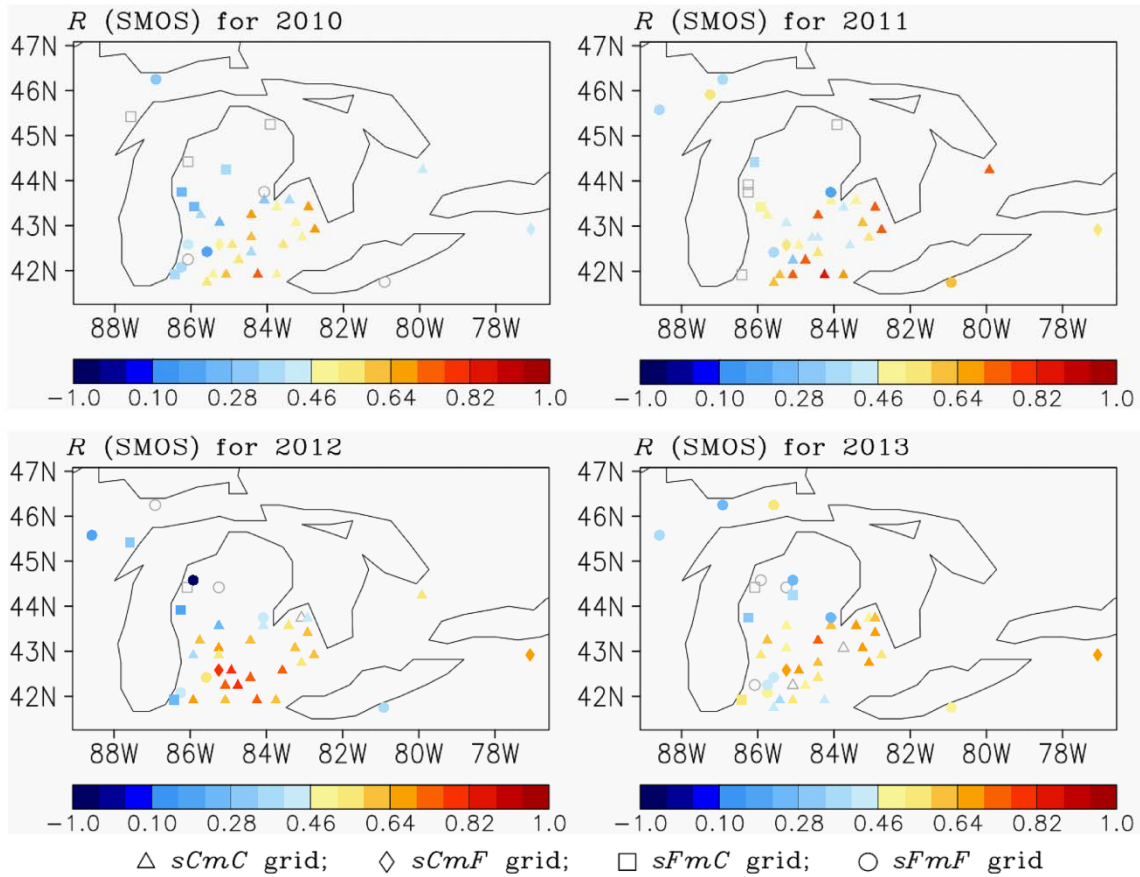 R (SMOS) for 2010
R (SMOS) for 2011
47N
46N
45N
44N
43N
42N
88W 86W 84W 82W 80W 78W
47N
46N
45N
44N
43N
42N
88W 86W 84W 82W 80W 78W
−1.0 0.10 0.28 0.46 0.64 0.82 1.0
−1.0 0.10 0.28 0.46 0.64 0.82 1.0
R (SMOS) for 2012
R (SMOS) for 2013
47N
46N
45N
44N
43N
42N
88W 86W 84W 82W 80W 78W
47N
46N
45N
44N
43N
42N
88W 86W 84W 82W 80W 78W
−1.0 0.10 0.28 0.46 0.64 0.82 1.0
−1.0 0.10 0.28 0.46 0.64 0.82 1.0
sCmC grid; sCmF grid; sFmC grid; sFmF grid